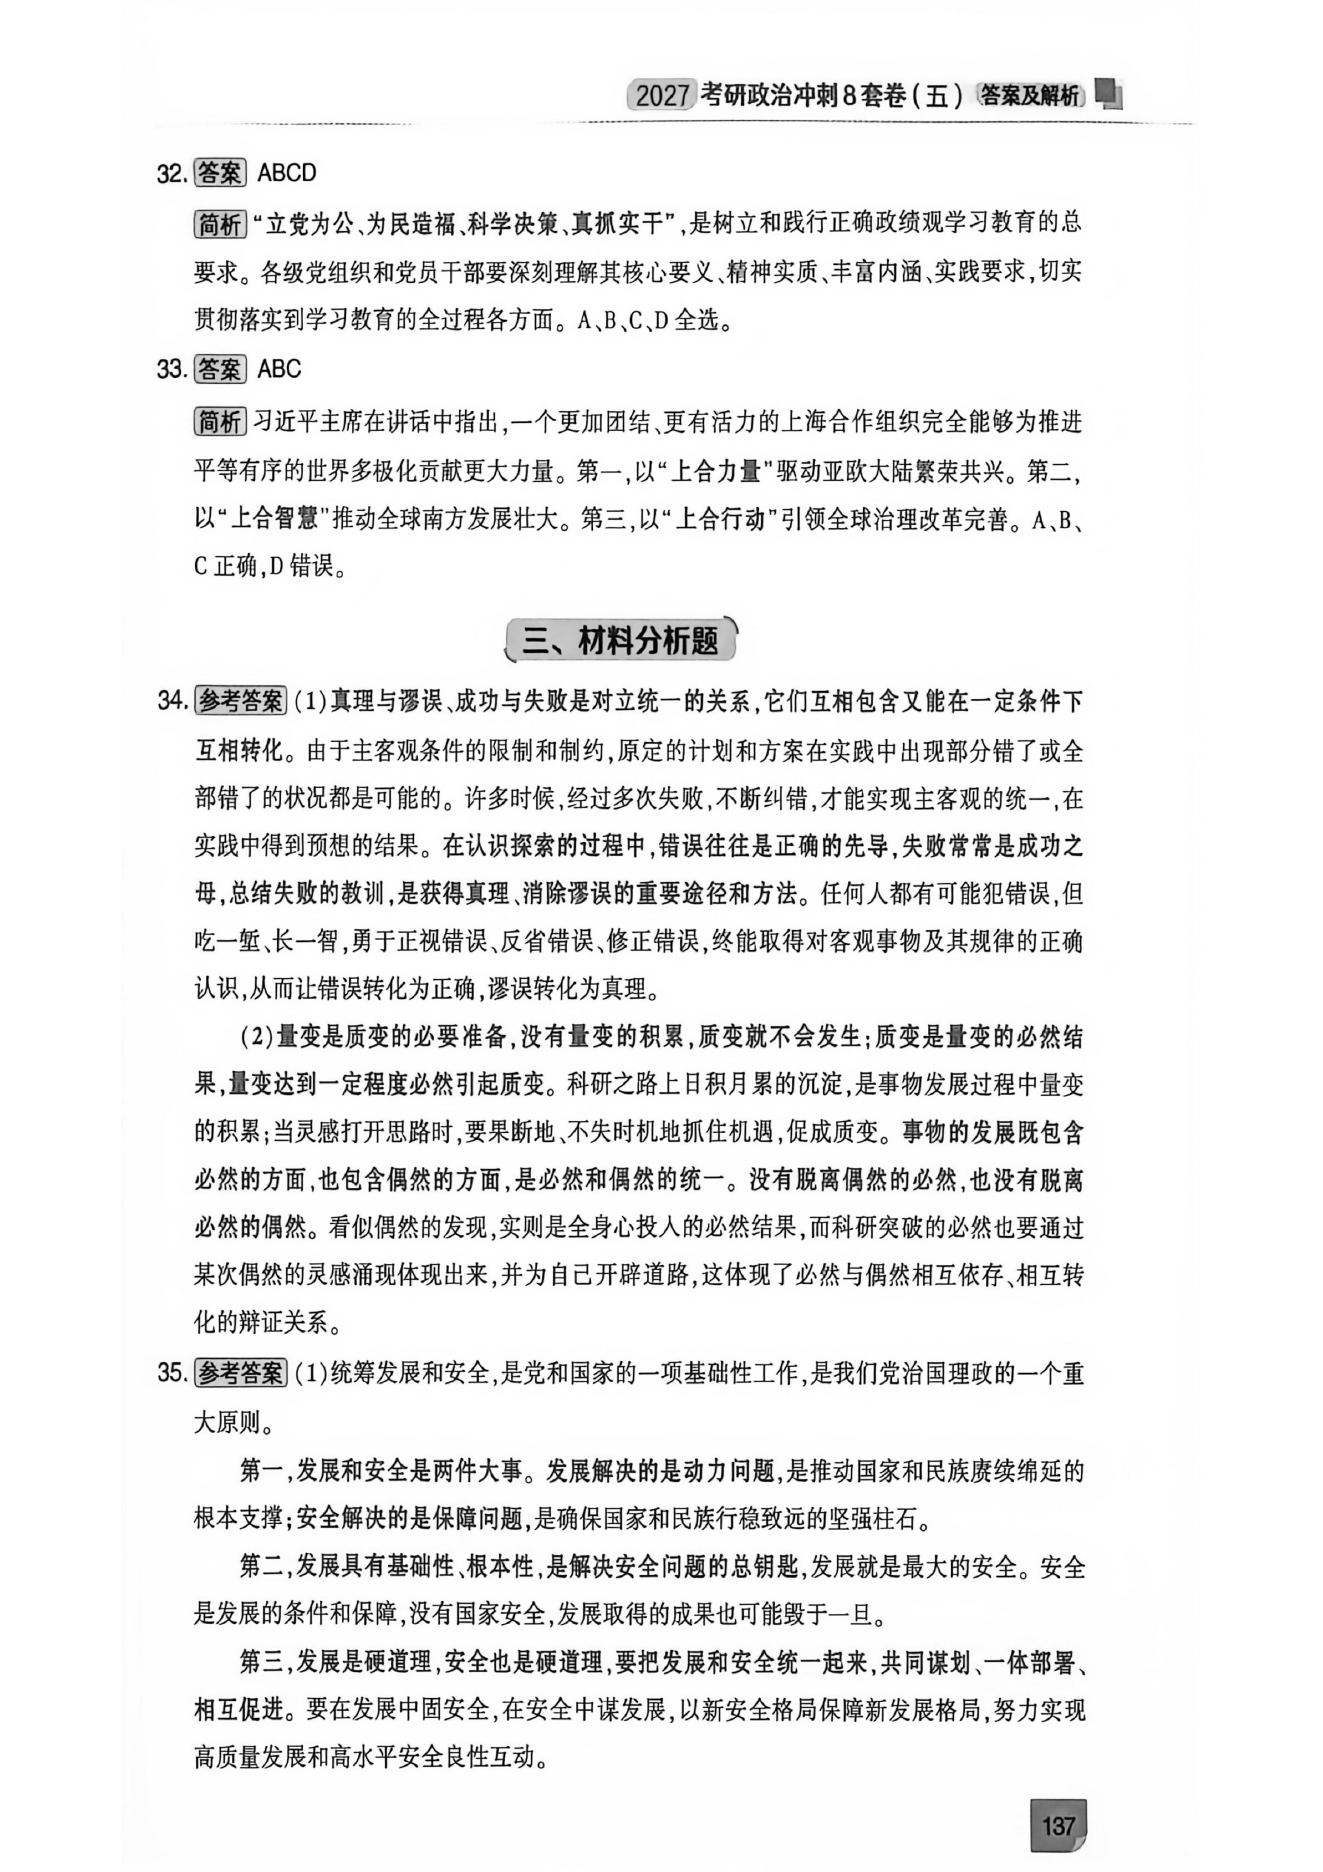 2027 考研政治冲刺8套卷(五) 答案及解析
32. 答案 ABCD
简析 “立党为公、为民造福、科学决策、真抓实干”,是树立和践行正确政绩观学习教育的总
要求。各级党组织和党员干部要深刻理解其核心要义、精神实质、丰富内涵、实践要求,切实
贯彻落实到学习教育的全过程各方面。A、B、C、D 全选。
33. 答案 ABC
简析 习近平主席在讲话中指出,一个更加团结、更有活力的上海合作组织完全能够为推进
平等有序的世界多极化贡献更大力量。第一,以“上合力量”驱动亚欧大陆繁荣共兴。第二,
以“上合智慧”推动全球南方发展壮大。第三,以“上合行动”引领全球治理改革完善。A、B、
C 正确,D 错误。
三、材料分析题
34. 参考答案 (1)真理与谬误、成功与失败是对立统一的关系,它们互相包含又能在一定条件下
互相转化。由于主客观条件的限制和制约,原定的计划和方案在实践中出现部分错了或全
部错了的状况都是可能的。许多时候,经过多次失败,不断纠错,才能实现主客观的统一,在
实践中得到预想的结果。在认识探索的过程中,错误往往是正确的先导,失败常常是成功之
母,总结失败的教训,是获得真理、消除谬误的重要途径和方法。任何人都有可能犯错误,但
吃一堑、长一智,勇于正视错误、反省错误、修正错误,终能取得对客观事物及其规律的正确
认识,从而让错误转化为正确,谬误转化为真理。
(2)量变是质变的必要准备,没有量变的积累,质变就不会发生;质变是量变的必然结
果,量变达到一定程度必然引起质变。科研之路上日积月累的沉淀,是事物发展过程中量变
的积累;当灵感打开思路时,要果断地、不失时机地抓住机遇,促成质变。事物的发展既包含
必然的方面,也包含偶然的方面,是必然和偶然的统一。没有脱离偶然的必然,也没有脱离
必然的偶然。看似偶然的发现,实则是全身心投入的必然结果,而科研突破的必然也要通过
某次偶然的灵感涌现体现出来,并为自己开辟道路,这体现了必然与偶然相互依存、相互转
化的辩证关系。
35. 参考答案 (1)统筹发展和安全,是党和国家的一项基础性工作,是我们党治国理政的一个重
大原则。
第一,发展和安全是两件大事。发展解决的是动力问题,是推动国家和民族赓续绵延的
根本支撑;安全解决的是保障问题,是确保国家和民族行稳致远的坚强柱石。
第二,发展具有基础性、根本性,是解决安全问题的总钥匙,发展就是最大的安全。安全
是发展的条件和保障,没有国家安全,发展取得的成果也可能毁于一旦。
第三,发展是硬道理,安全也是硬道理,要把发展和安全统一起来,共同谋划、一体部署、
相互促进。要在发展中固安全,在安全中谋发展,以新安全格局保障新发展格局,努力实现
高质量发展和高水平安全良性互动。
137